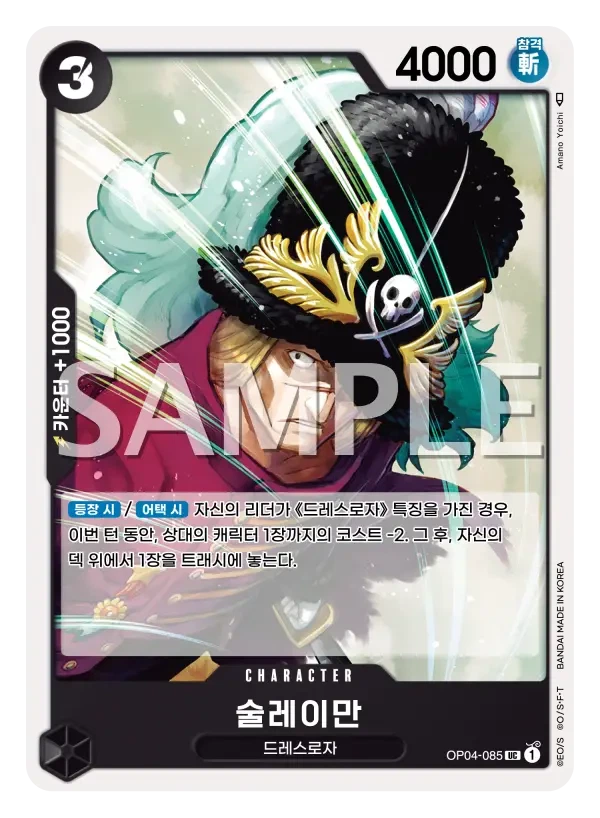 3
4000
참격
斬
Amano Yoichi
카운터 +1000
SAMPLE
등장 시 / 어택 시 자신의 리더가 《드레스로자》 특징을 가진 경우,
이번 턴 동안, 상대의 캐릭터 1장까지의 코스트 -2. 그 후, 자신의
덱 위에서 1장을 트래시에 놓는다.
CHARACTER
술레이만
드레스로자
OP04-085 UC 1
©EO/S ©O/S·F·T BANDAI MADE IN KOREA